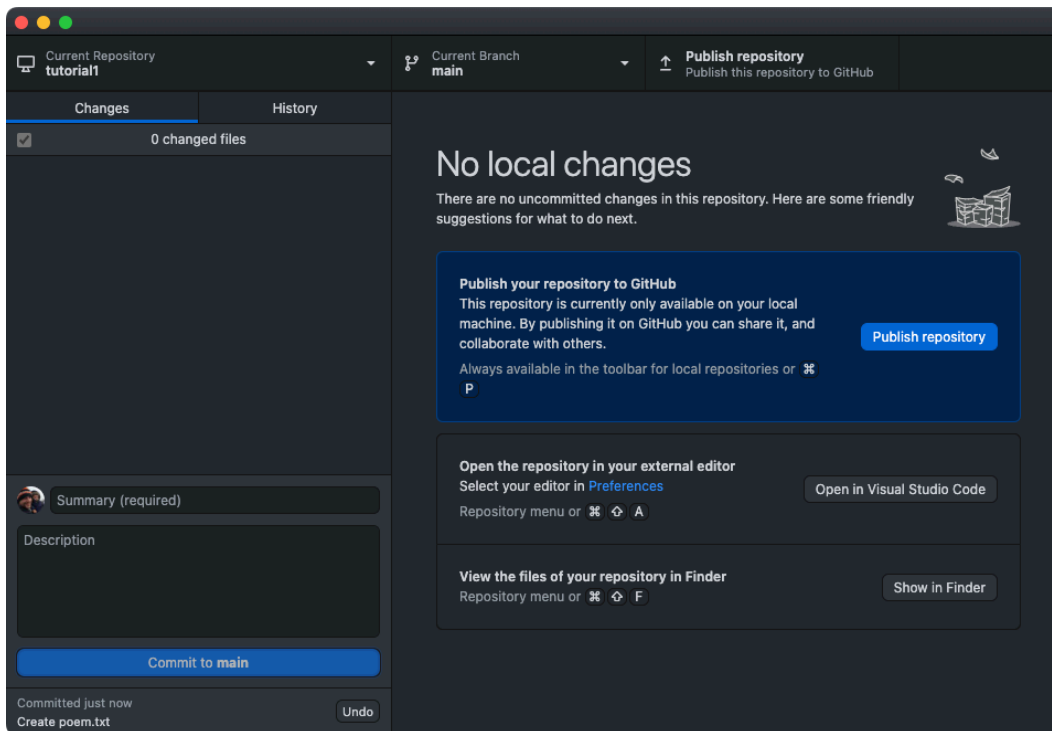 Current Repository
tutorial1
Current Branch
main
Publish repository
Publish this repository to GitHub
Changes
History
0 changed files
No local changes
There are no uncommitted changes in this repository. Here are some friendly
suggestions for what to do next.
Publish your repository to GitHub
This repository is currently only available on your local
machine. By publishing it on GitHub you can share it, and
collaborate with others.
Always available in the toolbar for local repositories or ⌘
P
Publish repository
Open the repository in your external editor
Select your editor in Preferences
Repository menu or ⌘ ⇧ A
Open in Visual Studio Code
View the files of your repository in Finder
Repository menu or ⌘ ⇧ F
Show in Finder
Summary (required)
Description
Commit to main
Committed just now
Create poem.txt
Undo